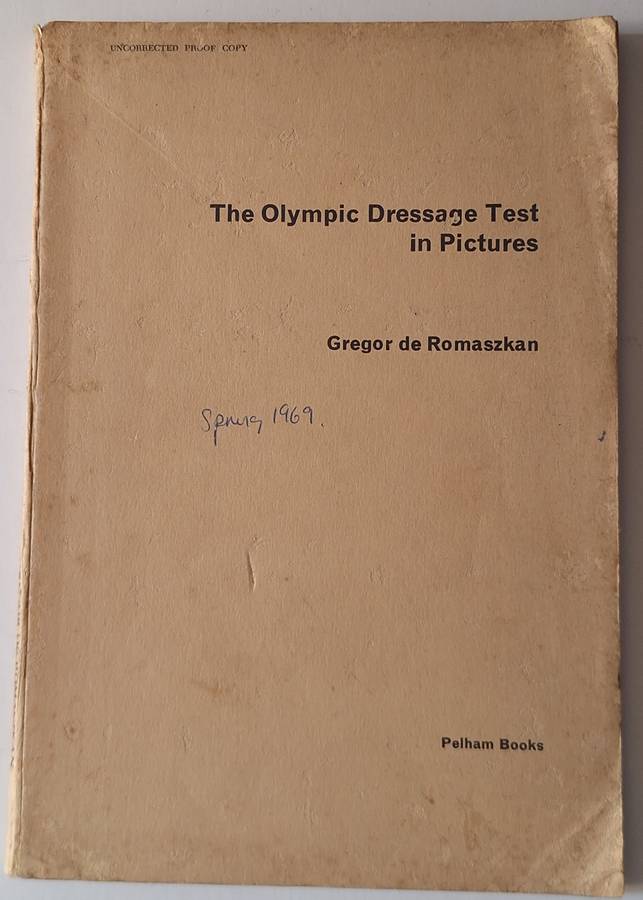 UNCORRECTED PROOF COPY
The Olympic Dressage Test
in Pictures
Gregor de Romaszkan
Spring 1969.
Pelham Books